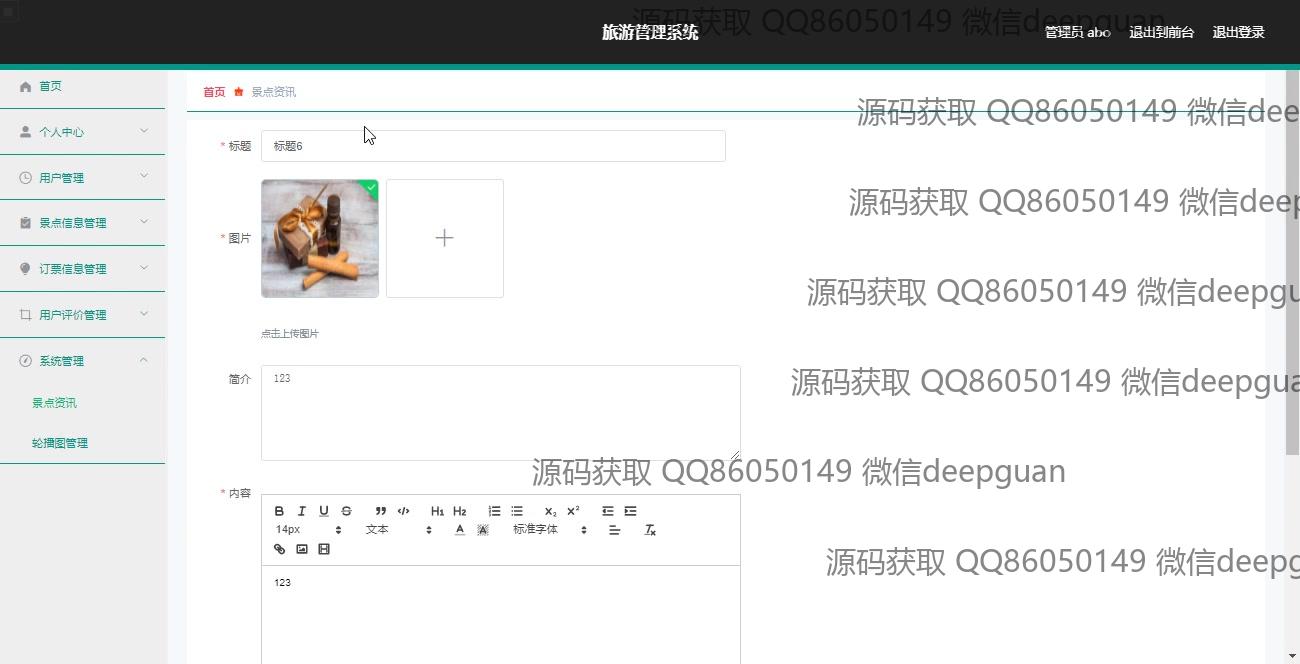 旅游管理系统
源码获取 QQ86050149 微信deepguan
管理员 abo 退出到前台 退出登录
首页
个人中心
用户管理
景点信息管理
订票信息管理
用户评价管理
系统管理
景点资讯
轮播图管理
首页 景点资讯
源码获取 QQ86050149 微信dee
* 标题 标题6
源码获取 QQ86050149 微信deep
* 图片
源码获取 QQ86050149 微信deepgu
点击上传图片
简介 123
源码获取 QQ86050149 微信deepgua
源码获取 QQ86050149 微信deepguan
* 内容
B I U S H1 H2 X2 X2
14px 文本 A A 标准字体 Tx
源码获取 QQ86050149 微信deepg
123